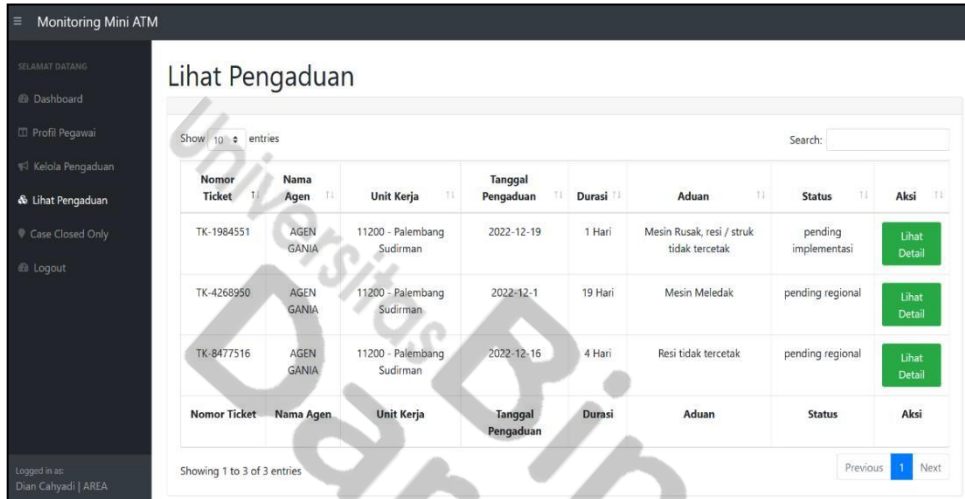 Monitoring Mini ATM
SELAMAT DATANG
Dashboard
Profil Pegawai
Kelola Pengaduan
Lihat Pengaduan
Case Closed Only
Logout
Logged in as:
Dian Cahyadi | AREA
Lihat Pengaduan
Show 10 entries
Search:
Nomor Ticket Nama Agen Unit Kerja Tanggal Pengaduan Durasi Aduan Status Aksi
TK-1984551 AGEN GANIA 11200 - Palembang Sudirman 2022-12-19 1 Hari Mesin Rusak, resi / struk tidak tercetak pending implementasi Lihat Detail
TK-4268950 AGEN GANIA 11200 - Palembang Sudirman 2022-12-1 19 Hari Mesin Meledak pending regional Lihat Detail
TK-8477516 AGEN GANIA 11200 - Palembang Sudirman 2022-12-16 4 Hari Resi tidak tercetak pending regional Lihat Detail
Nomor Ticket Nama Agen Unit Kerja Tanggal Pengaduan Durasi Aduan Status Aksi
Showing 1 to 3 of 3 entries
Previous 1 Next
Universitas
Bin
Dar